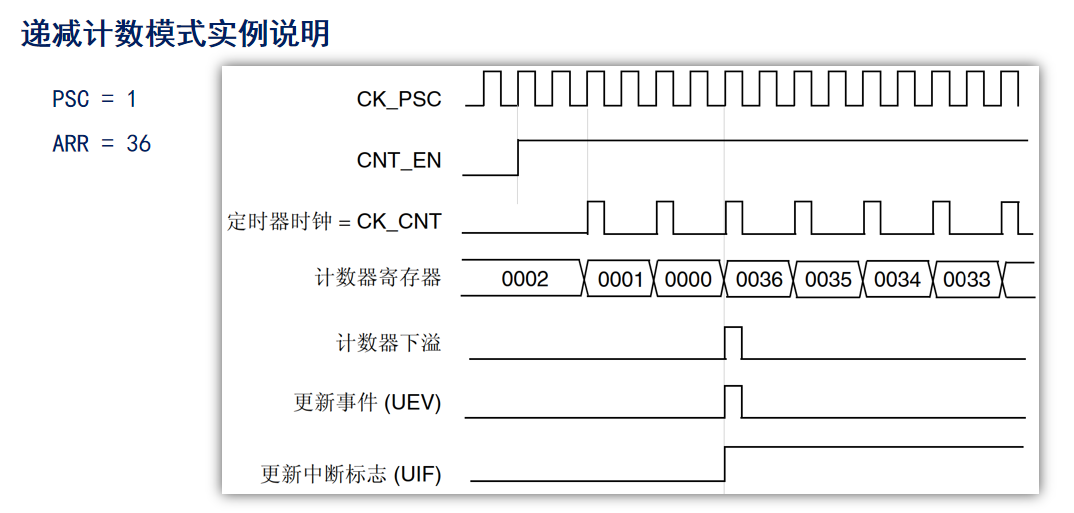 递减计数模式实例说明
PSC = 1
ARR = 36
CK_PSC
CNT_EN
定时器时钟 = CK_CNT
计数器寄存器
0002 0001 0000 0036 0035 0034 0033
计数器下溢
更新事件 (UEV)
更新中断标志 (UIF)